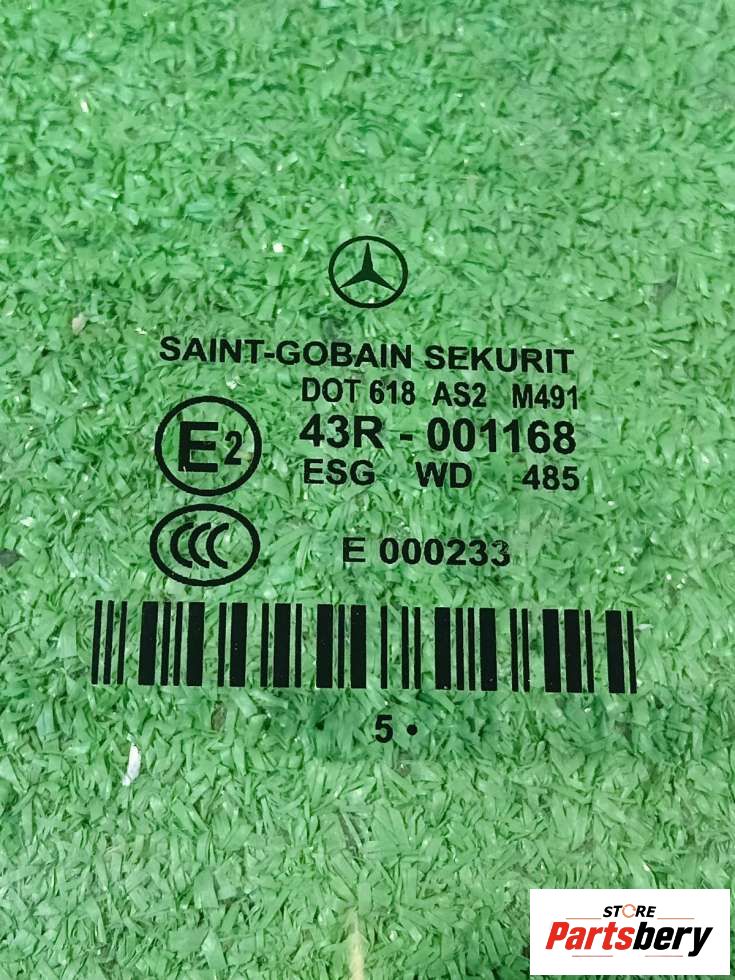 SAINT-GOBAIN SEKURIT
DOT 618 AS2 M491
E2
43R - 001168
ESG WD 485
CCC
E 000233
5 •
STORE
Partsbery